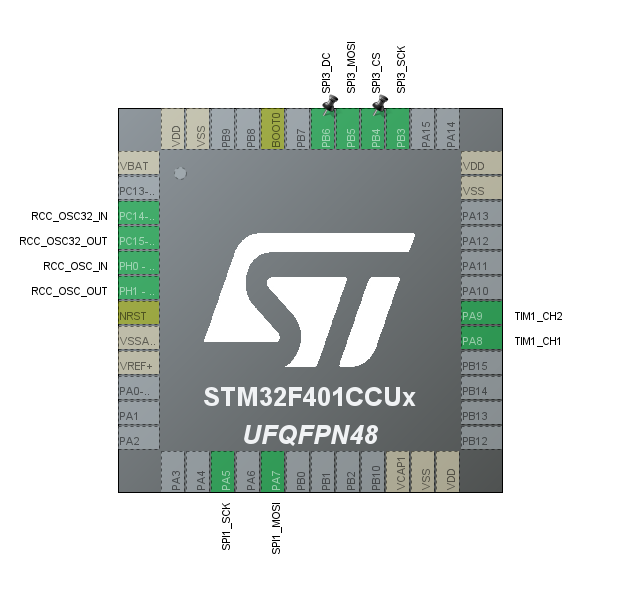 SPI3_DC
SPI3_MOSI
SPI3_CS
SPI3_SCK
VDD
VSS
PB9
PB8
BOOT0
PB7
PB6
PB5
PB4
PB3
PA15
PA14
VBAT
PC13-..
RCC_OSC32_IN PC14-..
RCC_OSC32_OUT PC15-..
RCC_OSC_IN PH0 - ..
RCC_OSC_OUT PH1 - ..
NRST
VSSA..
VREF+
PA0-..
PA1
PA2
VDD
VSS
PA13
PA12
PA11
PA10
PA9 TIM1_CH2
PA8 TIM1_CH1
PB15
PB14
PB13
PB12
ST
STM32F401CCUx
UFQFPN48
PA3
PA4
PA5
PA6
PA7
PB0
PB1
PB2
PB10
VCAP1
VSS
VDD
SPI1_SCK
SPI1_MOSI